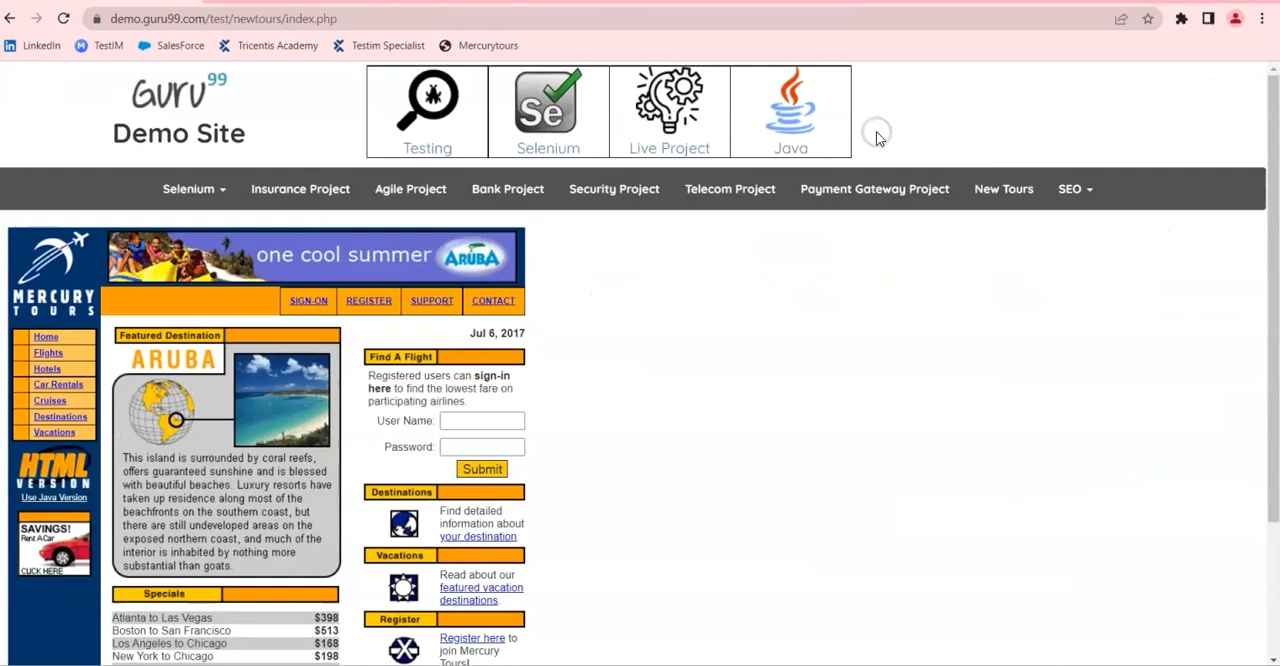 demo.guru99.com/test/newtours/index.php
LinkedIn TestIM SalesForce Tricentis Academy Testim Specialist Mercurytours
Guru99
Demo Site
Testing Selenium Live Project Java
Selenium Insurance Project Agile Project Bank Project Security Project Telecom Project Payment Gateway Project New Tours SEO
one cool summer ARUBA
MERCURY
TOURS
SIGN-ON REGISTER SUPPORT CONTACT
Home
Flights
Hotels
Car Rentals
Cruises
Destinations
Vacations
HTML
VERSION
Use Java Version
SAVINGS!
Rent A Car
CLICK HERE
Featured Destination
ARUBA
This island is surrounded by coral reefs,
offers guaranteed sunshine and is blessed
with beautiful beaches. Luxury resorts have
taken up residence along most of the
beachfronts on the southern coast, but
there are still undeveloped areas on the
exposed northern coast, and much of the
interior is inhabited by nothing more
substantial than goats.
Specials
Atlanta to Las Vegas $398
Boston to San Francisco $513
Los Angeles to Chicago $168
New York to Chicago $198
Jul 6, 2017
Find A Flight
Registered users can sign-in
here to find the lowest fare on
participating airlines.
User Name:
Password:
Submit
Destinations
Find detailed
information about
your destination.
Vacations
Read about our
featured vacation
destinations.
Register
Register here to
join Mercury
Tours!